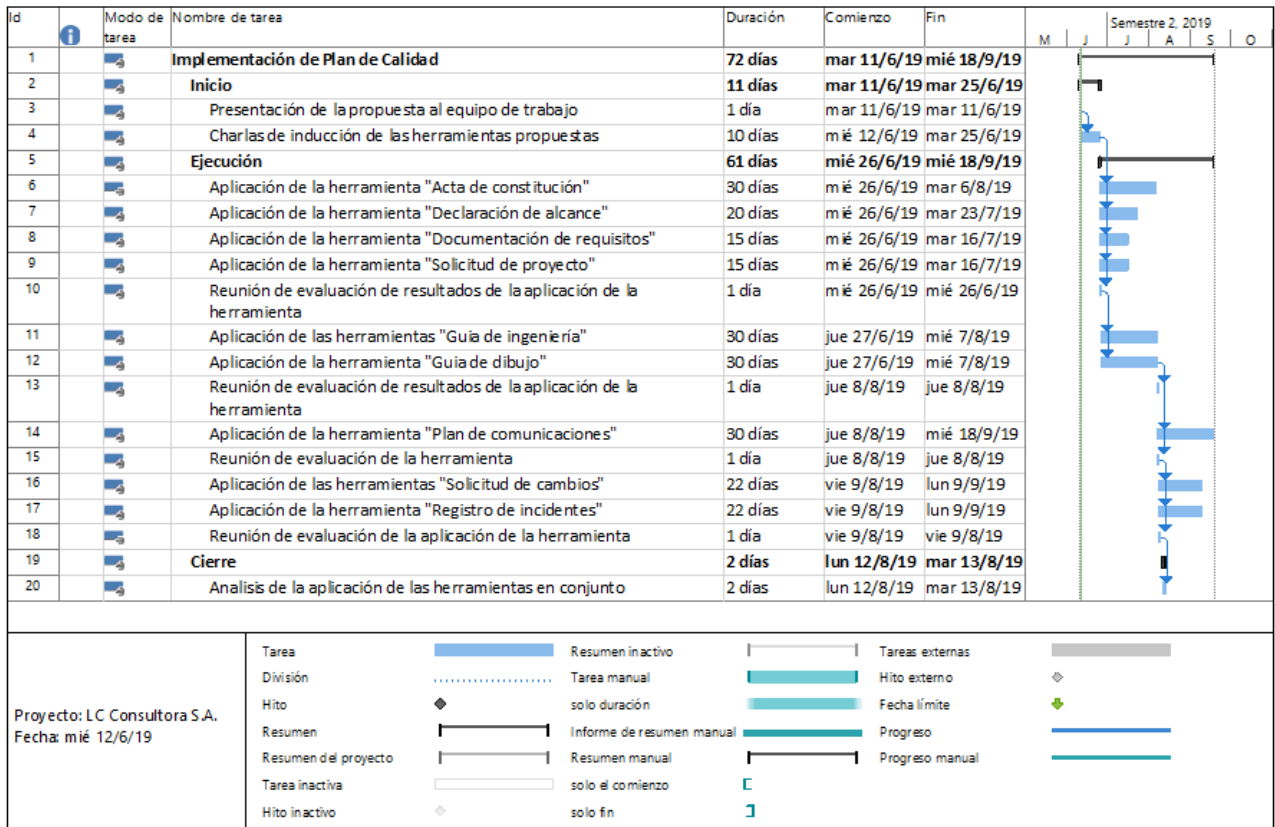 Id Modo de tarea Nombre de tarea Duración Comienzo Fin
Semestre 2, 2019
M J J A S O
1 Implementación de Plan de Calidad 72 días mar 11/6/19 mié 18/9/19
2 Inicio 11 días mar 11/6/19 mar 25/6/19
3 Presentación de la propuesta al equipo de trabajo 1 día mar 11/6/19 mar 11/6/19
4 Charlas de inducción de las herramientas propuestas 10 días mié 12/6/19 mar 25/6/19
5 Ejecución 61 días mié 26/6/19 mié 18/9/19
6 Aplicación de la herramienta "Acta de constitución" 30 días mié 26/6/19 mar 6/8/19
7 Aplicación de la herramienta "Declaración de alcance" 20 días mié 26/6/19 mar 23/7/19
8 Aplicación de la herramienta "Documentación de requisitos" 15 días mié 26/6/19 mar 16/7/19
9 Aplicación de la herramienta "Solicitud de proyecto" 15 días mié 26/6/19 mar 16/7/19
10 Reunión de evaluación de resultados de la aplicación de la 1 día mié 26/6/19 mié 26/6/19
herramienta
11 Aplicación de las herramientas "Guia de ingeniería" 30 días jue 27/6/19 mié 7/8/19
12 Aplicación de la herramienta "Guia de dibujo" 30 días jue 27/6/19 mié 7/8/19
13 Reunión de evaluación de resultados de la aplicación de la 1 día jue 8/8/19 jue 8/8/19
herramienta
14 Aplicación de la herramienta "Plan de comunicaciones" 30 días jue 8/8/19 mié 18/9/19
15 Reunión de evaluación de la herramienta 1 día jue 8/8/19 jue 8/8/19
16 Aplicación de las herramientas "Solicitud de cambios" 22 días vie 9/8/19 lun 9/9/19
17 Aplicación de la herramienta "Registro de incidentes" 22 días vie 9/8/19 lun 9/9/19
18 Reunión de evaluación de la aplicación de la herramienta 1 día vie 9/8/19 vie 9/8/19
19 Cierre 2 días lun 12/8/19 mar 13/8/19
20 Analisis de la aplicación de las herramientas en conjunto 2 días lun 12/8/19 mar 13/8/19
Proyecto: LC Consultora S.A.
Fecha: mié 12/6/19
Tarea Resumen inactivo Tareas externas
División Tarea manual Hito externo
Hito solo duración Fecha límite
Resumen Informe de resumen manual Progreso
Resumen del proyecto Resumen manual Progreso manual
Tarea inactiva solo el comienzo
Hito inactivo solo fin